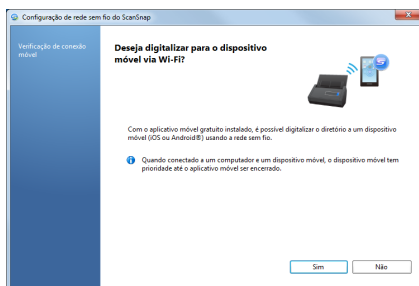 Configuração de rede sem fio do ScanSnap
Verificação de conexão
móvel
Deseja digitalizar para o dispositivo
móvel via Wi-Fi?
Com o aplicativo móvel gratuito instalado, é possível digitalizar o diretório a um dispositivo
móvel (iOS ou Android®) usando a rede sem fio.
Quando conectado a um computador e um dispositivo móvel, o dispositivo móvel tem
prioridade até o aplicativo móvel ser encerrado.
Sim
Não